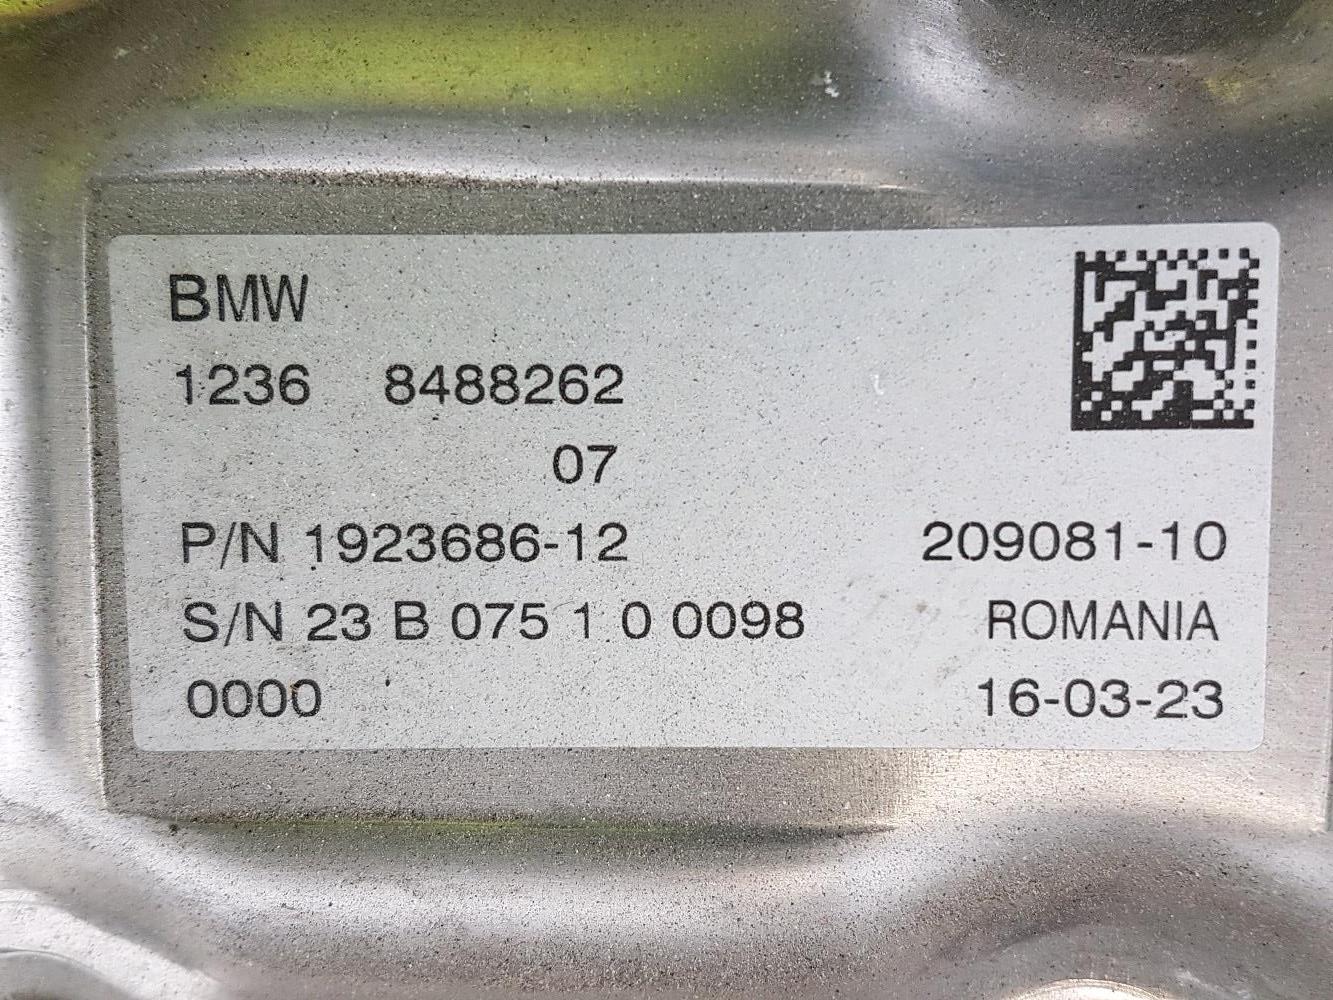 BMW
1236 8488262
07
P/N 1923686-12 209081-10
S/N 23 B 075 1 0 0098 ROMANIA
0000 16-03-23